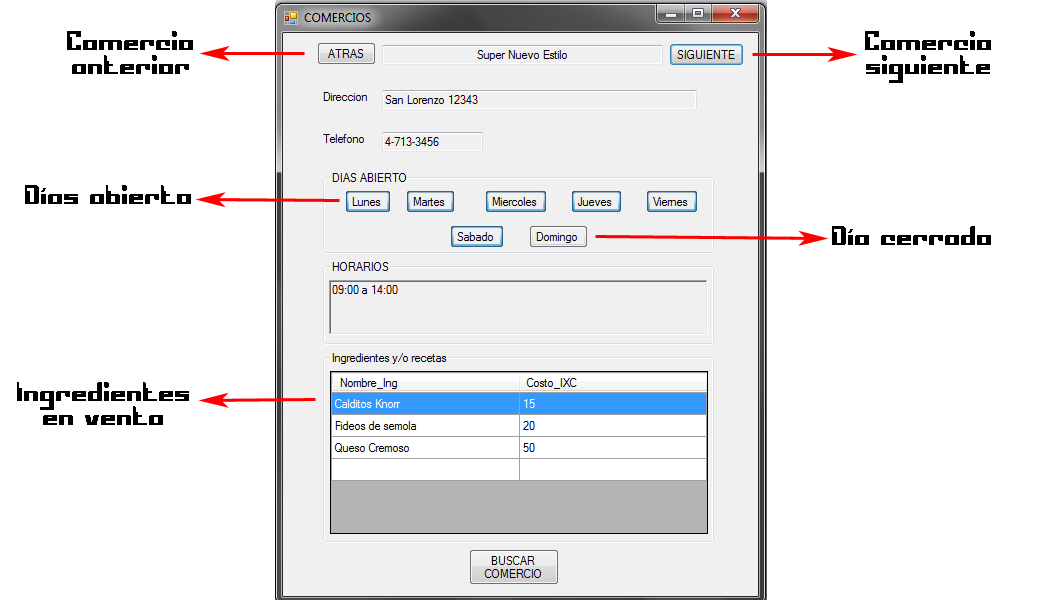 COMERCIOS
Comercio
anterior
ATRAS
Super Nuevo Estilo
SIGUIENTE
Comercio
siguiente
Direccion
San Lorenzo 12343
Telefono
4-713-3456
DIAS ABIERTO
Días abierto
Lunes
Martes
Miercoles
Jueves
Viernes
Sabado
Domingo
Día cerrado
HORARIOS
09:00 a 14:00
Ingredientes y/o recetas
Ingredientes
en venta
Nombre_Ing Costo_IXC
Calditos Knorr 15
Fideos de semola 20
Queso Cremoso 50
BUSCAR
COMERCIO